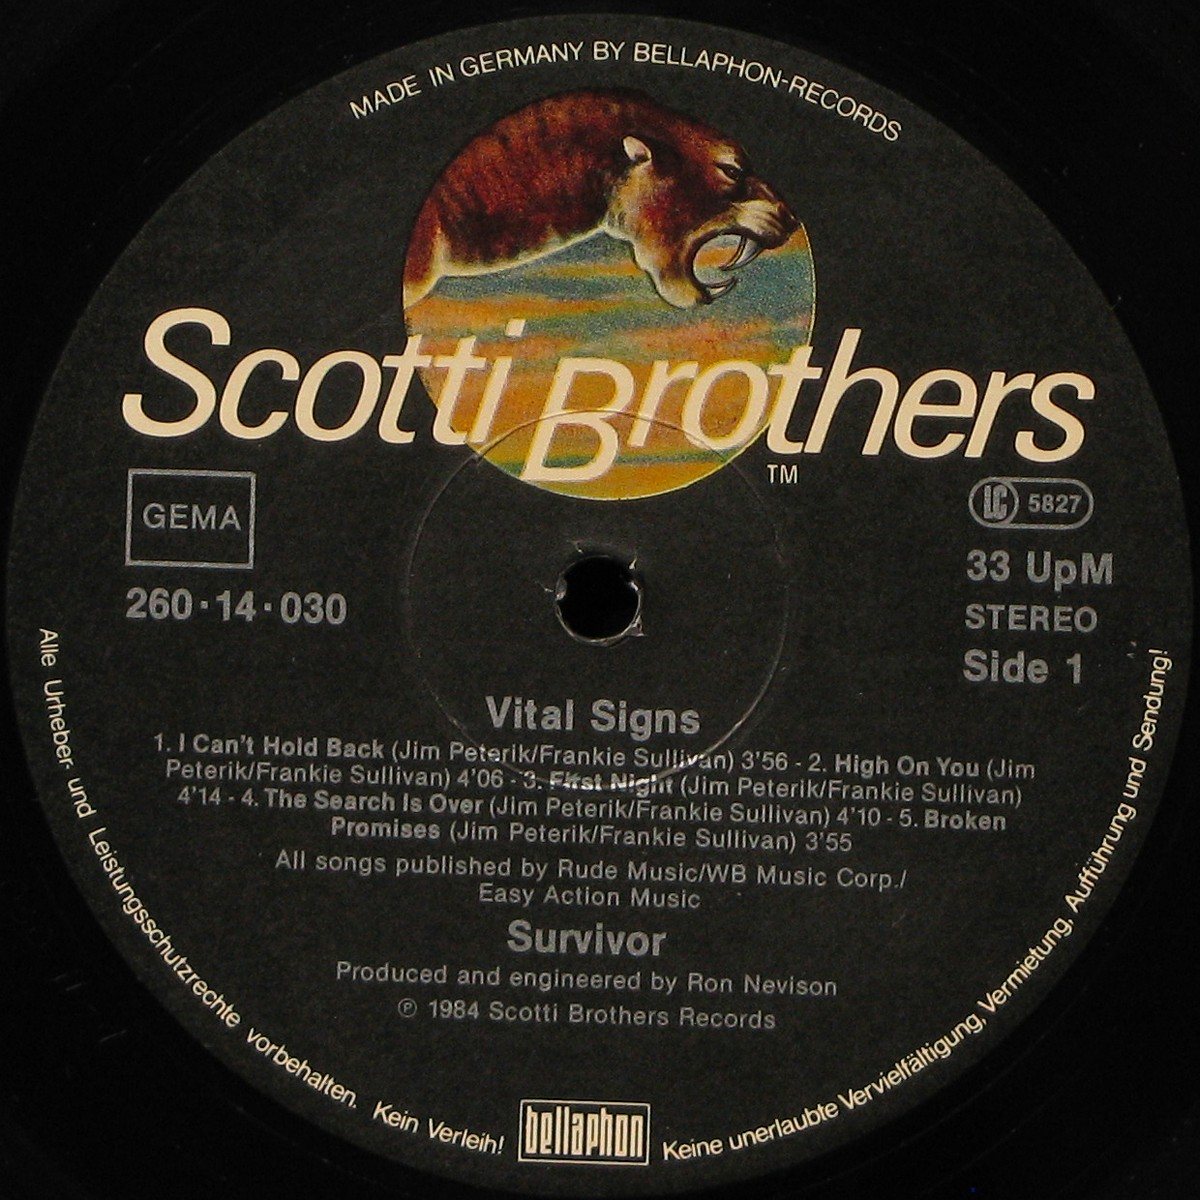 MADE IN GERMANY BY BELLAPHON-RECORDS
Scotti Brothers
TM
GEMA
LC 5827
260·14·030
33 UpM
STEREO
Side 1
Vital Signs
1. I Can't Hold Back (Jim Peterik/Frankie Sullivan) 3'56 - 2. High On You (Jim
Peterik/Frankie Sullivan) 4'06 - 3. First Night (Jim Peterik/Frankie Sullivan)
4'14 - 4. The Search Is Over (Jim Peterik/Frankie Sullivan) 4'10 - 5. Broken
Promises (Jim Peterik/Frankie Sullivan) 3'55
All songs published by Rude Music/WB Music Corp./
Easy Action Music
Survivor
Produced and engineered by Ron Nevison
℗ 1984 Scotti Brothers Records
Alle Urheber- und Leistungsschutzrechte vorbehalten. Kein Verleih!
bellaphon
Keine unerlaubte Vervielfältigung, Vermietung, Aufführung und Sendung!